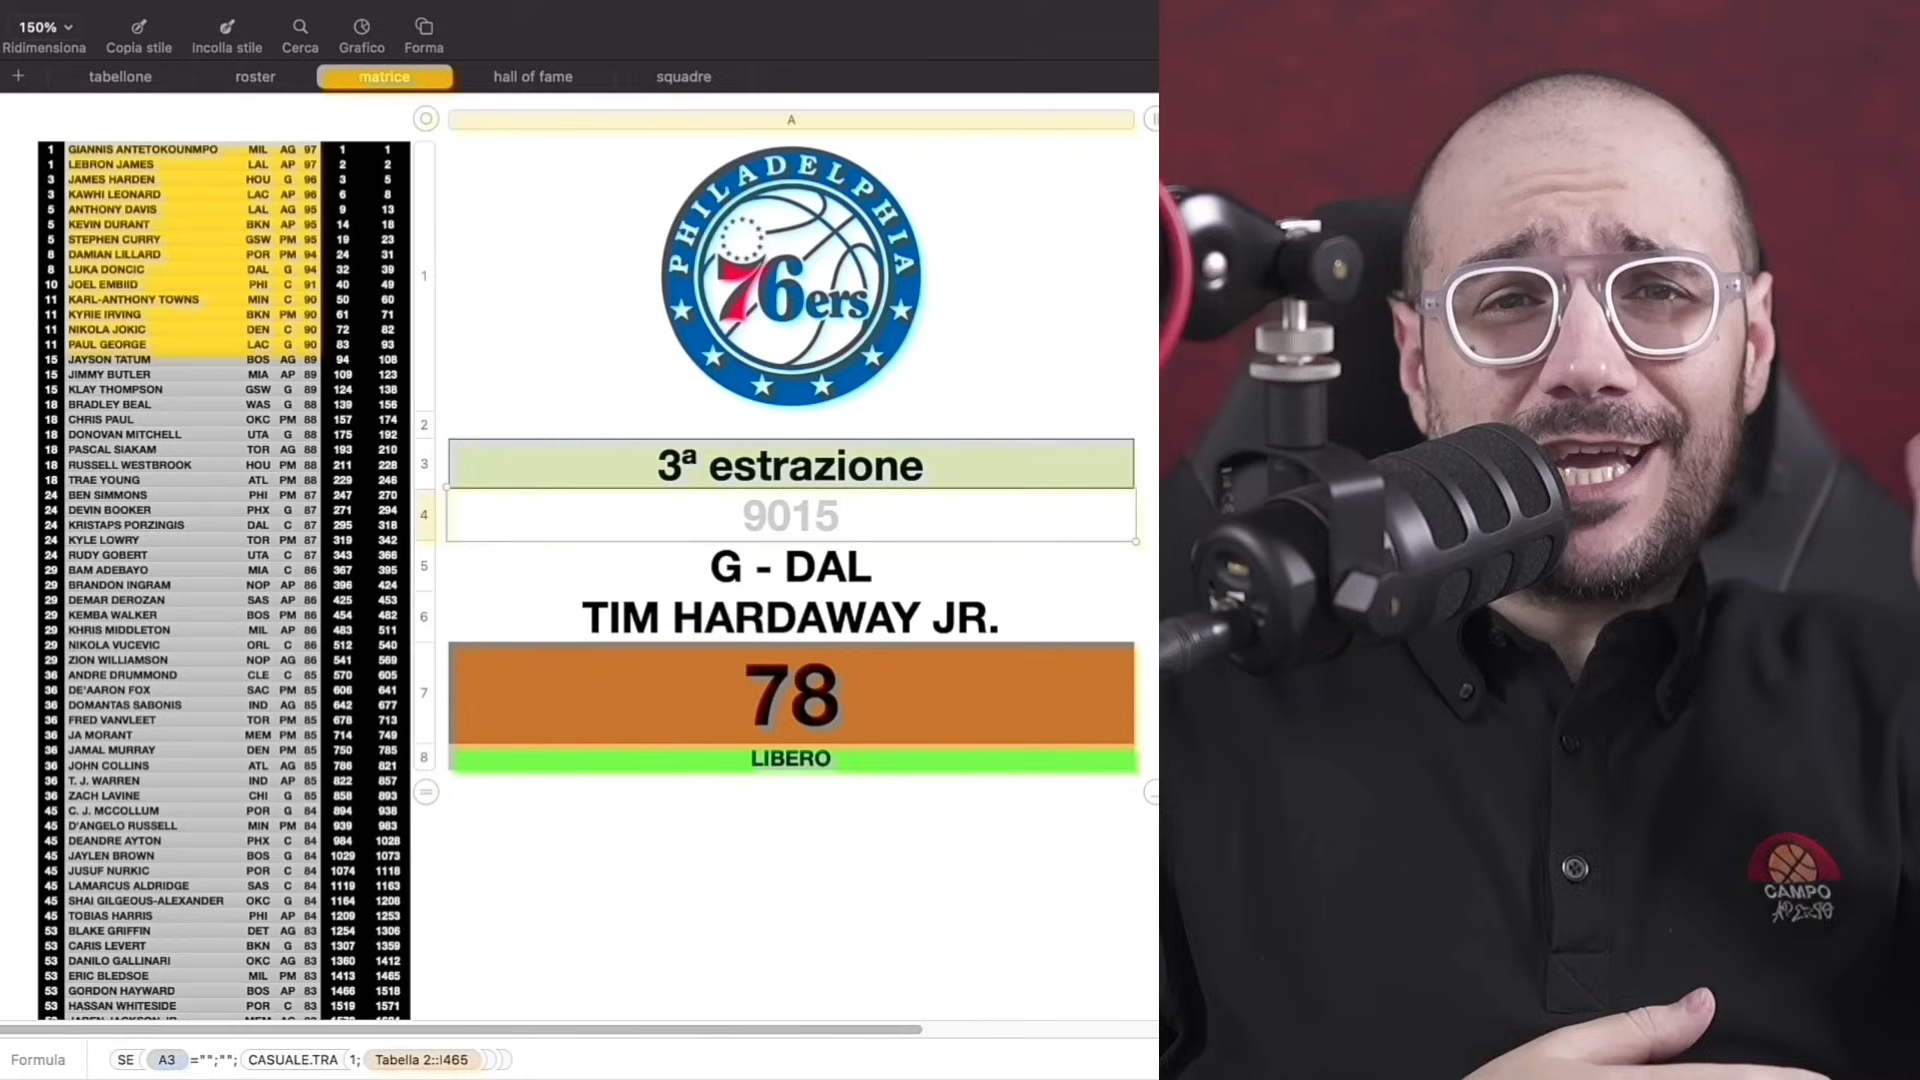 150%
Ridimensiona Copia stile Incolla stile Cerca Grafico Forma
+ tabellone roster matrice hall of fame squadre
A
1 GIANNIS ANTETOKOUNMPO MIL AG 97 1 1
1 LEBRON JAMES LAL AP 97 2 2
3 JAMES HARDEN HOU G 96 3 5
3 KAWHI LEONARD LAC AP 96 6 8
5 ANTHONY DAVIS LAL AG 95 9 13
5 KEVIN DURANT BKN AP 95 14 18
5 STEPHEN CURRY GSW PM 95 19 23
8 DAMIAN LILLARD POR PM 94 24 31
8 LUKA DONCIC DAL G 94 32 39
10 JOEL EMBIID PHI C 91 40 49
11 KARL-ANTHONY TOWNS MIN C 90 50 60
11 KYRIE IRVING BKN PM 90 61 71
11 NIKOLA JOKIC DEN C 90 72 82
11 PAUL GEORGE LAC G 90 83 93
15 JAYSON TATUM BOS AG 89 94 108
15 JIMMY BUTLER MIA AP 89 109 123
15 KLAY THOMPSON GSW G 89 124 138
18 BRADLEY BEAL WAS G 88 139 156
18 CHRIS PAUL OKC PM 88 157 174
18 DONOVAN MITCHELL UTA G 88 175 192
18 PASCAL SIAKAM TOR AG 88 193 210
18 RUSSELL WESTBROOK HOU PM 88 211 228
18 TRAE YOUNG ATL PM 88 229 246
24 BEN SIMMONS PHI PM 87 247 270
24 DEVIN BOOKER PHX G 87 271 294
24 KRISTAPS PORZINGIS DAL C 87 295 318
24 KYLE LOWRY TOR PM 87 319 342
24 RUDY GOBERT UTA C 87 343 366
29 BAM ADEBAYO MIA C 86 367 395
29 BRANDON INGRAM NOP AP 86 396 424
29 DEMAR DEROZAN SAS AP 86 425 453
29 KEMBA WALKER BOS PM 86 454 482
29 KHRIS MIDDLETON MIL AP 86 483 511
29 NIKOLA VUCEVIC ORL C 86 512 540
29 ZION WILLIAMSON NOP AG 86 541 569
36 ANDRE DRUMMOND CLE C 85 570 605
36 DE'AARON FOX SAC PM 85 606 641
36 DOMANTAS SABONIS IND AG 85 642 677
36 FRED VANVLEET TOR PM 85 678 713
36 JA MORANT MEM PM 85 714 749
36 JAMAL MURRAY DEN PM 85 750 785
36 JOHN COLLINS ATL AG 85 786 821
36 T. J. WARREN IND AP 85 822 857
36 ZACH LAVINE CHI G 85 858 893
45 C. J. MCCOLLUM POR G 84 894 938
45 D'ANGELO RUSSELL MIN PM 84 939 983
45 DEANDRE AYTON PHX C 84 984 1028
45 JAYLEN BROWN BOS G 84 1029 1073
45 JUSUF NURKIC POR C 84 1074 1118
45 LAMARCUS ALDRIDGE SAS C 84 1119 1163
45 SHAI GILGEOUS-ALEXANDER OKC G 84 1164 1208
45 TOBIAS HARRIS PHI AP 84 1209 1253
53 BLAKE GRIFFIN DET AG 83 1254 1306
53 CARIS LEVERT BKN G 83 1307 1359
53 DANILO GALLINARI OKC AG 83 1360 1412
53 ERIC BLEDSOE MIL PM 83 1413 1465
53 GORDON HAYWARD BOS AP 83 1466 1518
53 HASSAN WHITESIDE POR C 83 1519 1571
1
PHILADELPHIA
76ers
2
3 3ª estrazione
4 9015
5 G - DAL
6 TIM HARDAWAY JR.
7 78
8 LIBERO
Formula SE ( A3 ="";""; CASUALE.TRA (1; Tabella 2::I465 )))
CAMPO
APERTO